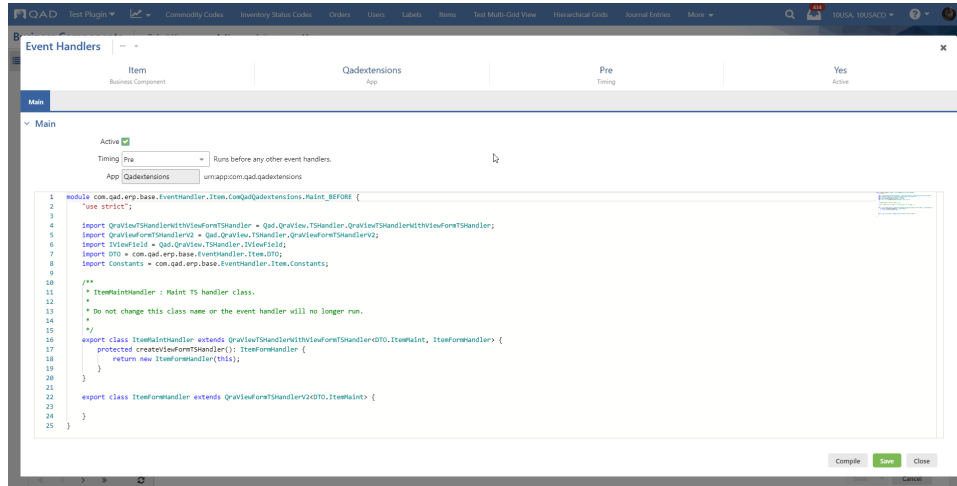 QAD Test Plugin Commodity Codes Inventory Status Codes Orders Users Labels Items Test Multi-Grid View Hierarchical Grids Journal Entries More 434 10USA, 10USACO ?
Event Handlers
Item Qadextensions Pre Yes
Business Component App Timing Active
Main
Main
Active
Timing Pre Runs before any other event handlers.
App Qadextensions urn:app:com.qad.qadextensions
1 module com.qad.erp.base.EventHandler.Item.ComQadQadextensions.Maint_BEFORE {
2 "use strict";
3
4 import QraViewTSHandlerWithViewFormTSHandler = Qad.QraView.TSHandler.QraViewTSHandlerWithViewFormTSHandler;
5 import QraViewFormTSHandlerV2 = Qad.QraView.TSHandler.QraViewFormTSHandlerV2;
6 import IViewField = Qad.QraView.TSHandler.IViewField;
7 import DTO = com.qad.erp.base.EventHandler.Item.DTO;
8 import Constants = com.qad.erp.base.EventHandler.Item.Constants;
9
10 /**
11 * ItemMaintHandler : Maint TS handler class.
12 *
13 * Do not change this class name or the event handler will no longer run.
14 *
15 */
16 export class ItemMaintHandler extends QraViewTSHandlerWithViewFormTSHandler<DTO.ItemMaint, ItemFormHandler> {
17 protected createViewFormTSHandler(): ItemFormHandler {
18 return new ItemFormHandler(this);
19 }
20 }
21
22 export class ItemFormHandler extends QraViewFormTSHandlerV2<DTO.ItemMaint> {
23
24 }
25 }
Compile Save Close
Cancel